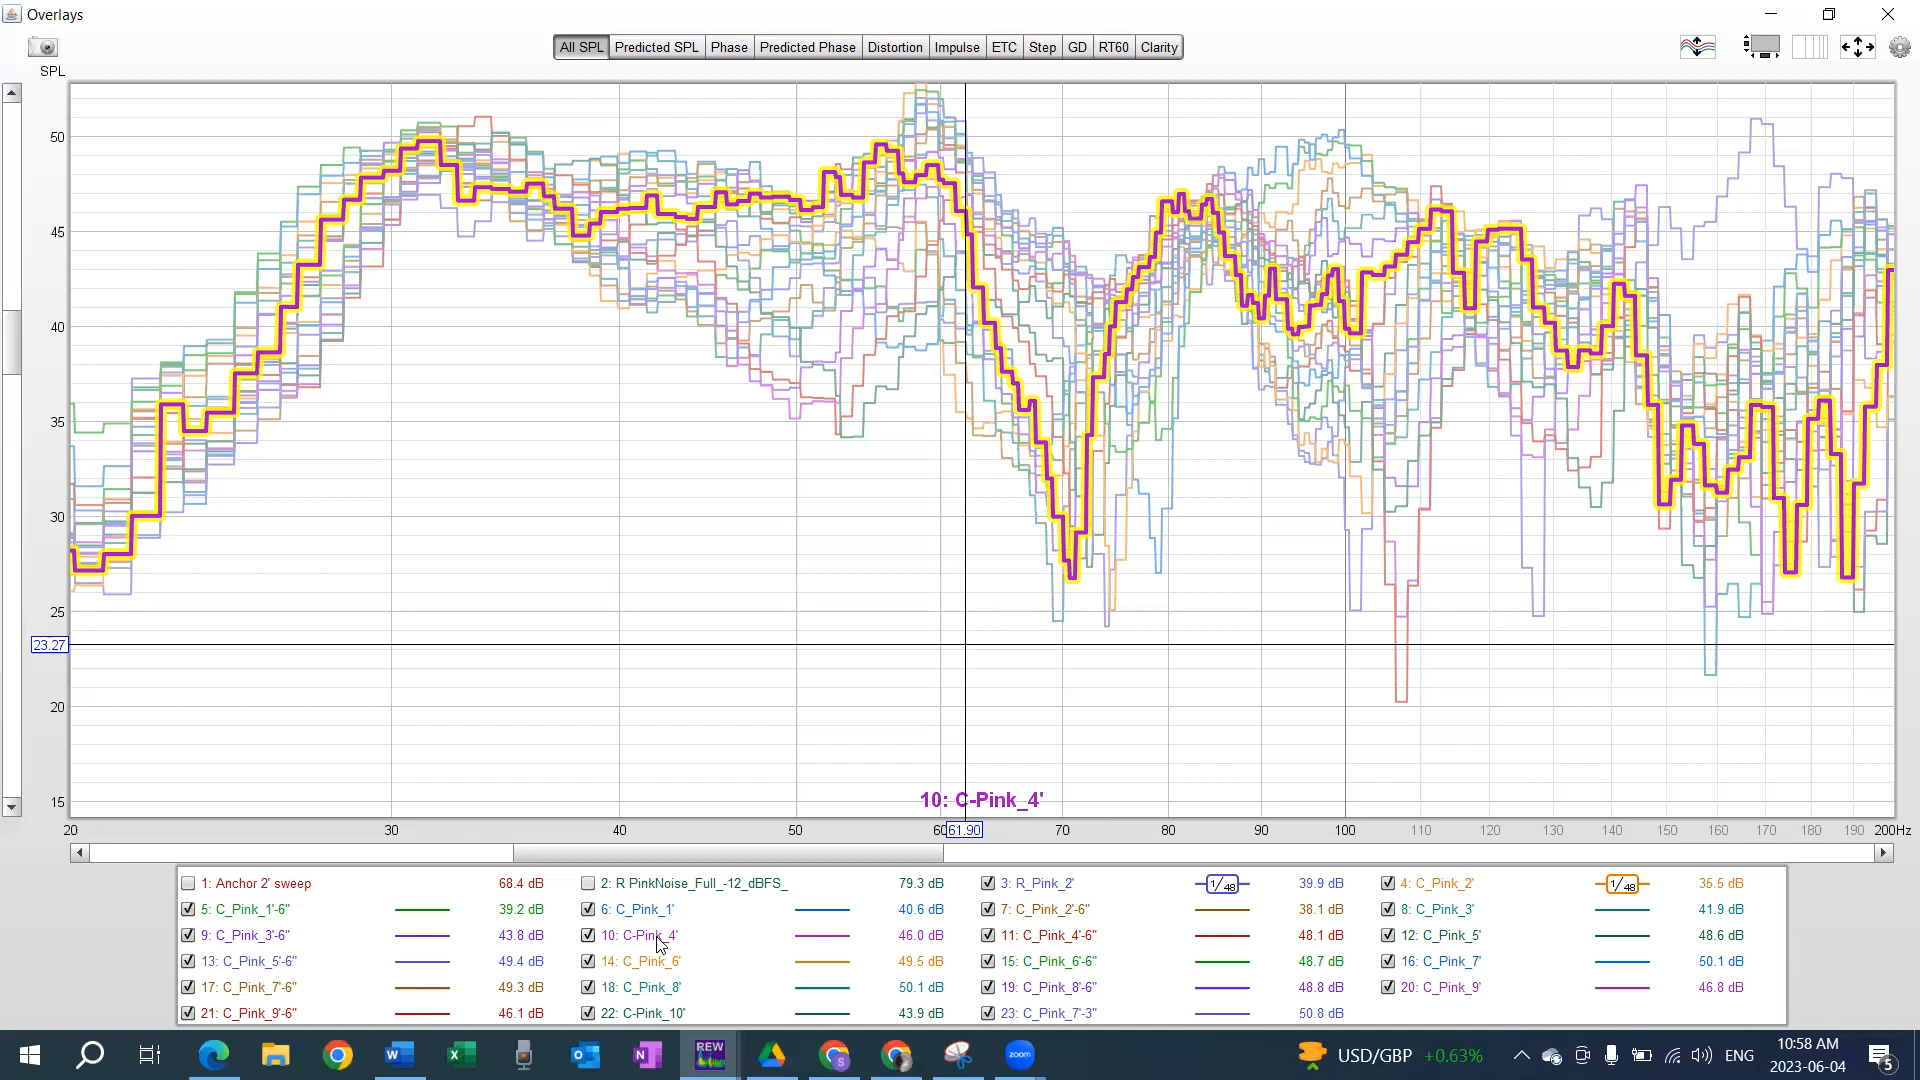 Overlays
All SPL Predicted SPL Phase Predicted Phase Distortion Impulse ETC Step GD RT60 Clarity
SPL
50
45
40
35
30
25
23.27
20
15
10: C-Pink_4'
20 30 40 50 60 61.90 70 80 90 100 110 120 130 140 150 160 170 180 190 200Hz
1: Anchor 2' sweep 68.4 dB 2: R PinkNoise_Full_-12_dBFS_ 79.3 dB 3: R_Pink_2' 1/48 39.9 dB 4: C_Pink_2' 1/48 35.5 dB
5: C_Pink_1'-6" 39.2 dB 6: C_Pink_1' 40.6 dB 7: C_Pink_2'-6" 38.1 dB 8: C_Pink_3' 41.9 dB
9: C_Pink_3'-6" 43.8 dB 10: C-Pink_4' 46.0 dB 11: C_Pink_4'-6" 48.1 dB 12: C_Pink_5' 48.6 dB
13: C_Pink_5'-6" 49.4 dB 14: C_Pink_6' 49.5 dB 15: C_Pink_6'-6" 48.7 dB 16: C_Pink_7' 50.1 dB
17: C_Pink_7'-6" 49.3 dB 18: C_Pink_8' 50.1 dB 19: C_Pink_8'-6" 48.8 dB 20: C_Pink_9' 46.8 dB
21: C_Pink_9'-6" 46.1 dB 22: C-Pink_10' 43.9 dB 23: C_Pink_7'-3" 50.8 dB
REW zoom USD/GBP +0.63% ENG 10:58 AM
2023-06-04 5